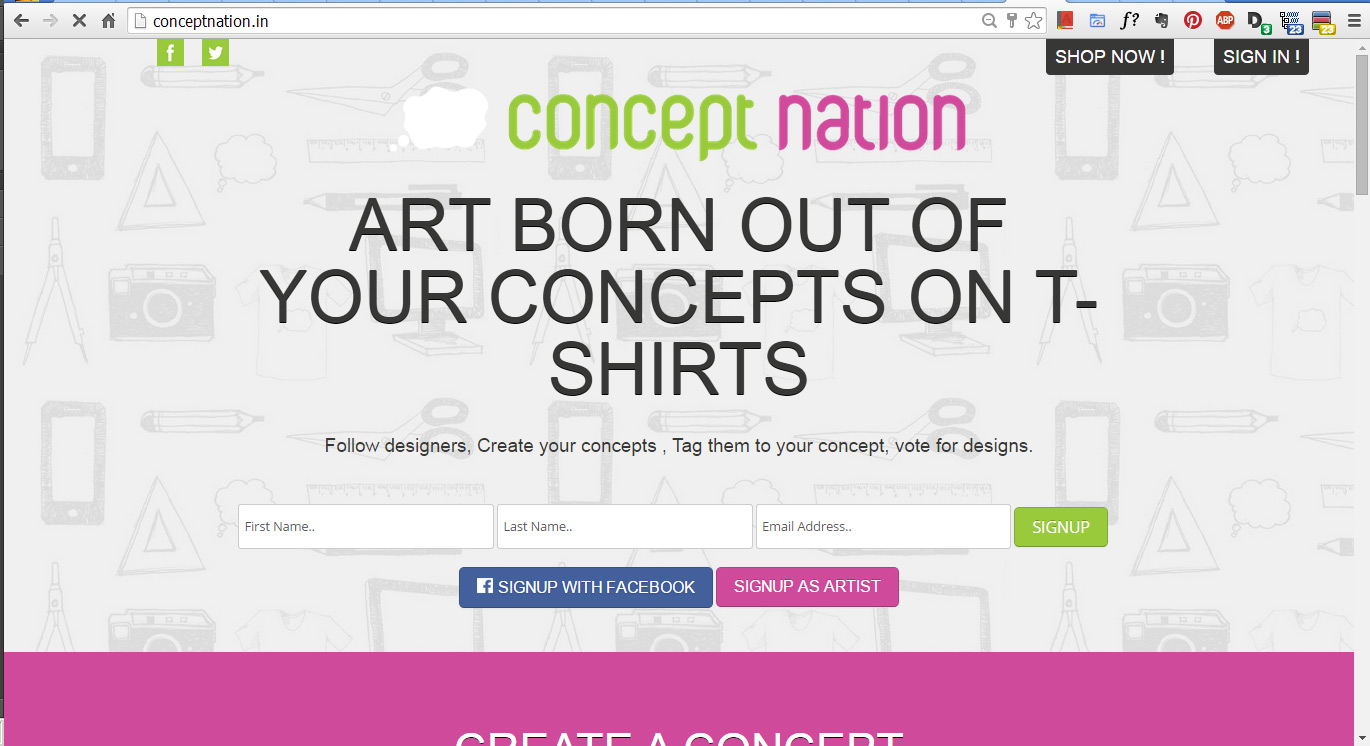 conceptnation.in
f?
ABP
D
3
23
23
f
SHOP NOW !
SIGN IN !
concept nation
ART BORN OUT OF
YOUR CONCEPTS ON T-
SHIRTS
Follow designers, Create your concepts , Tag them to your concept, vote for designs.
First Name..
Last Name..
Email Address..
SIGNUP
SIGNUP WITH FACEBOOK
SIGNUP AS ARTIST
CREATE A CONCEPT